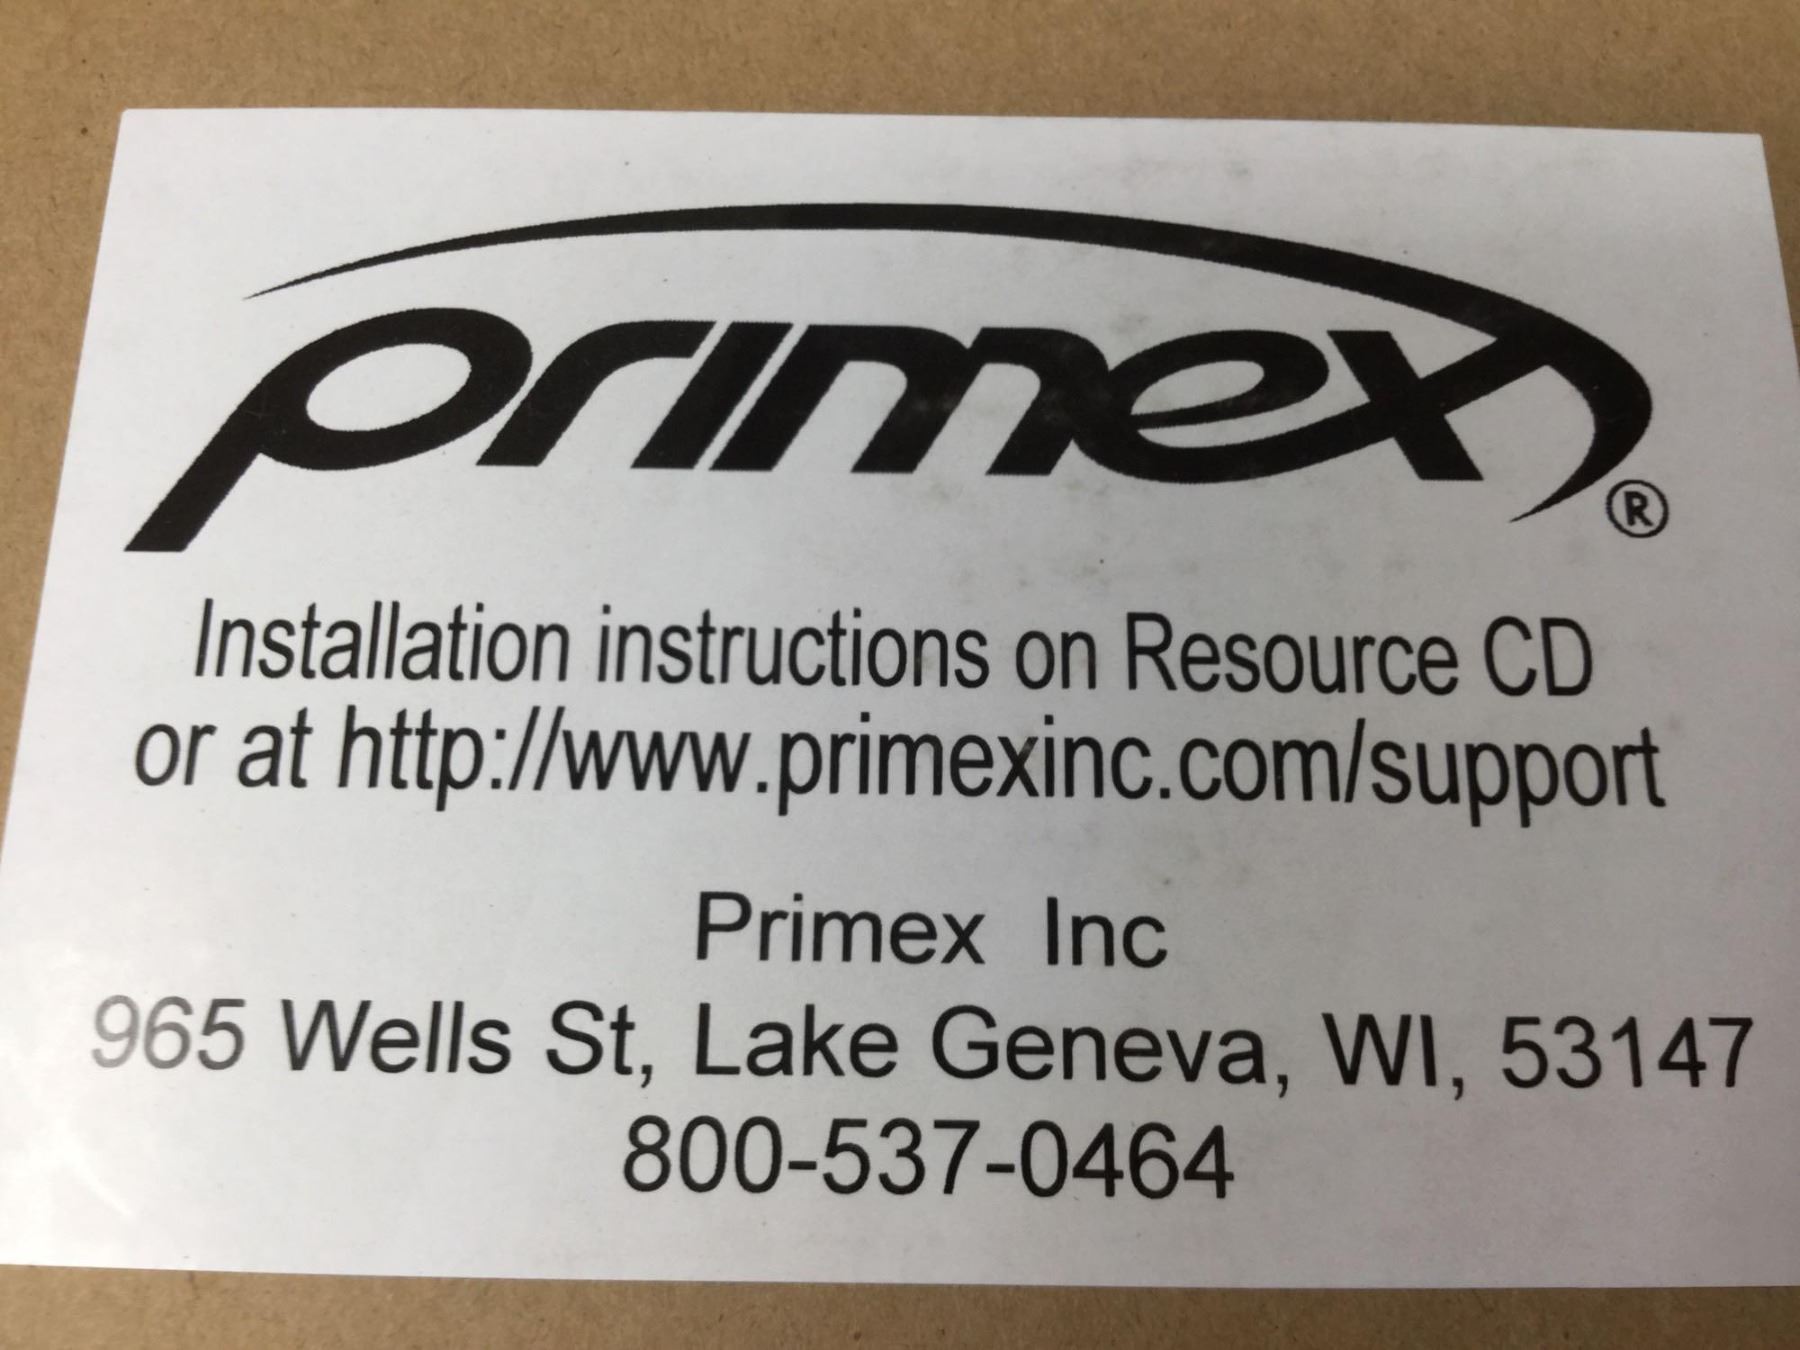 primex®
Installation instructions on Resource CD
or at http://www.primexinc.com/support
Primex Inc
965 Wells St, Lake Geneva, WI, 53147
800-537-0464